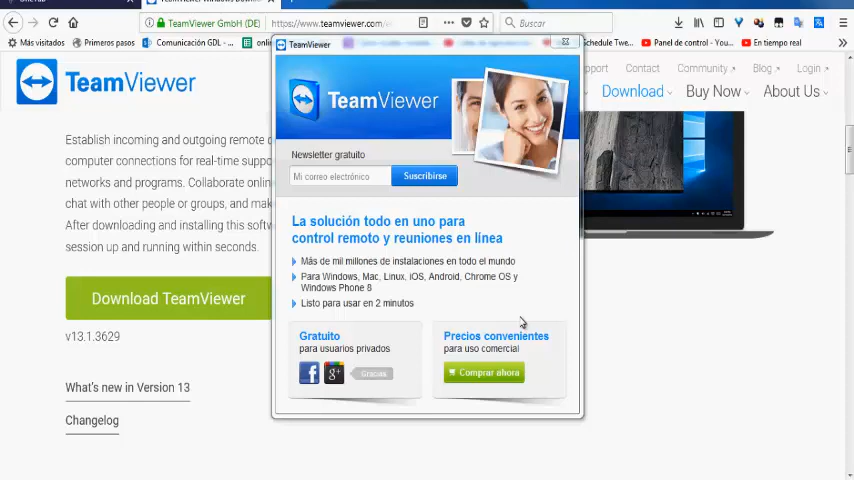 TeamViewer GmbH (DE)
https://www.teamviewer.com/
Buscar
Más visitados
Primeros pasos
Comunicación GDL - ...
Schedule Twe...
Panel de control - You...
En tiempo real
TeamViewer
Contact
Community
Blog
Login
Download
Buy Now
About Us
Establish incoming and outgoing remote
computer connections for real-time
networks and programs. Collaborate
chat with other people or groups, and
After downloading and installing this
session up and running within seconds.
Download TeamViewer
v13.1.3629
What's new in Version 13
Changelog
TeamViewer
TeamViewer
Newsletter gratuito
Mi correo electrónico
Suscribirse
La solución todo en uno para
control remoto y reuniones en línea
Más de mil millones de instalaciones en todo el mundo
Para Windows, Mac, Linux, iOS, Android, Chrome OS y
Windows Phone 8
Listo para usar en 2 minutos
Gratuito
para usuarios privados
f g+ Gracias
Precios convenientes
para uso comercial
Comprar ahora